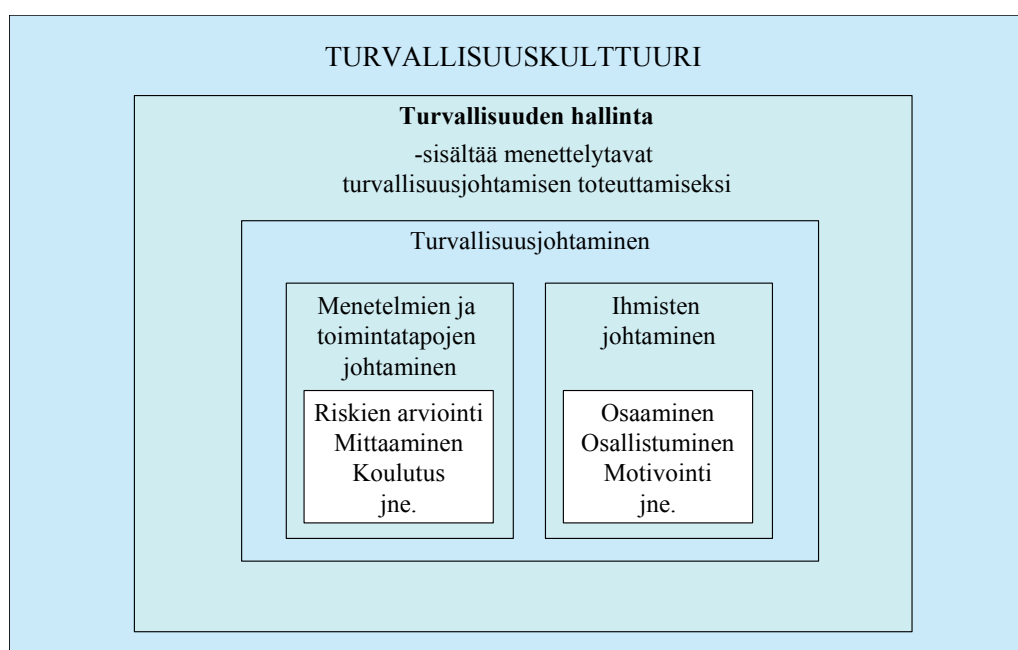 TURVALLISUUSKULTTUURI
Turvallisuuden hallinta
-sisältää menettelytavat
turvallisuusjohtamisen toteuttamiseksi
Turvallisuusjohtaminen
Menetelmien ja
toimintatapojen
johtaminen
Riskien arviointi
Mittaaminen
Koulutus
jne.
Ihmisten
johtaminen
Osaaminen
Osallistuminen
Motivointi
jne.